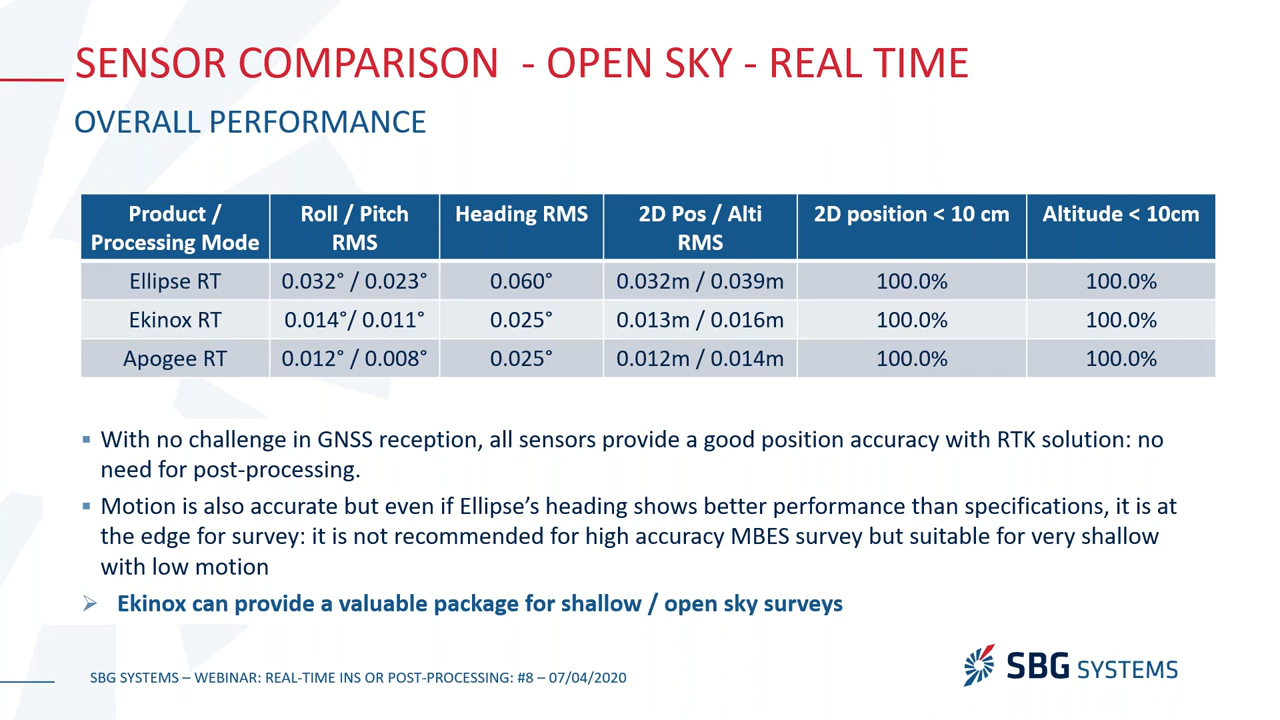 SENSOR COMPARISON - OPEN SKY - REAL TIME
OVERALL PERFORMANCE
Product / Processing Mode | Roll / Pitch RMS | Heading RMS | 2D Pos / Alti RMS | 2D position < 10 cm | Altitude < 10cm
Ellipse RT | 0.032° / 0.023° | 0.060° | 0.032m / 0.039m | 100.0% | 100.0%
Ekinox RT | 0.014°/ 0.011° | 0.025° | 0.013m / 0.016m | 100.0% | 100.0%
Apogee RT | 0.012° / 0.008° | 0.025° | 0.012m / 0.014m | 100.0% | 100.0%
▪ With no challenge in GNSS reception, all sensors provide a good position accuracy with RTK solution: no
need for post-processing.
▪ Motion is also accurate but even if Ellipse’s heading shows better performance than specifications, it is at
the edge for survey: it is not recommended for high accuracy MBES survey but suitable for very shallow
with low motion
➢ Ekinox can provide a valuable package for shallow / open sky surveys
SBG SYSTEMS – WEBINAR: REAL-TIME INS OR POST-PROCESSING: #8 – 07/04/2020
SBG SYSTEMS